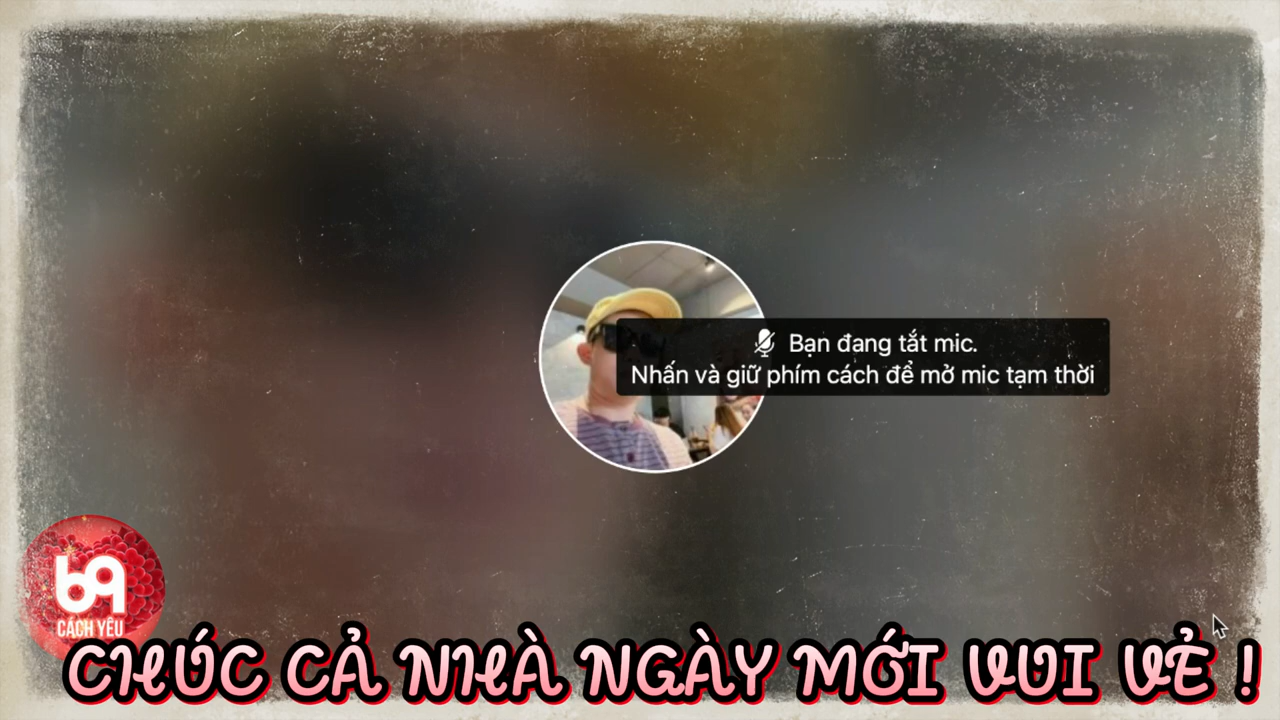 Bạn đang tắt mic.
Nhấn và giữ phím cách để mở mic tạm thời
69
CÁCH YÊU
CHÚC CẢ NHÀ NGÀY MỚI VUI VẺ !